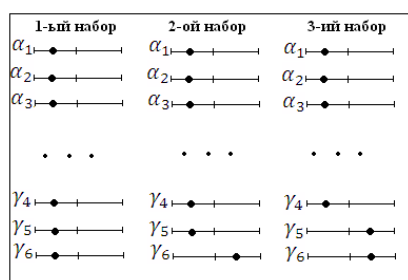 1-ый набор 2-ой набор 3-ий набор
α₁ α₁ α₁
α₂ α₂ α₂
α₃ α₃ α₃
. . . . . . . . .
γ₄ γ₄ γ₄
γ₅ γ₅ γ₅
γ₆ γ₆ γ₆